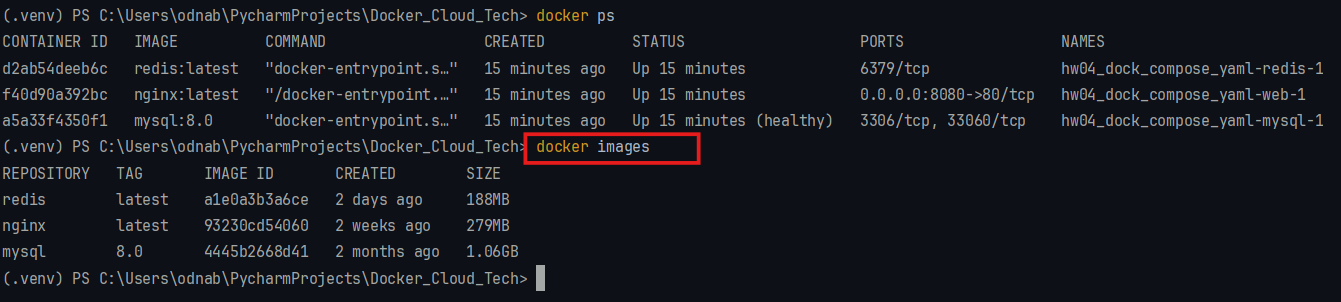 (.venv) PS C:\Users\odnab\PycharmProjects\Docker_Cloud_Tech> docker ps
CONTAINER ID   IMAGE          COMMAND                  CREATED          STATUS                    PORTS                  NAMES
d2ab54deeb6c   redis:latest   "docker-entrypoint.s…"   15 minutes ago   Up 15 minutes             6379/tcp               hw04_dock_compose_yaml-redis-1
f40d90a392bc   nginx:latest   "/docker-entrypoint.…"   15 minutes ago   Up 15 minutes             0.0.0.0:8080->80/tcp   hw04_dock_compose_yaml-web-1
a5a33f4350f1   mysql:8.0      "docker-entrypoint.s…"   15 minutes ago   Up 15 minutes (healthy)   3306/tcp, 33060/tcp    hw04_dock_compose_yaml-mysql-1
(.venv) PS C:\Users\odnab\PycharmProjects\Docker_Cloud_Tech> docker images
REPOSITORY   TAG       IMAGE ID       CREATED        SIZE
redis        latest    a1e0a3b3a6ce   2 days ago     188MB
nginx        latest    93230cd54060   2 weeks ago    279MB
mysql        8.0       4445b2668d41   2 months ago   1.06GB
(.venv) PS C:\Users\odnab\PycharmProjects\Docker_Cloud_Tech>